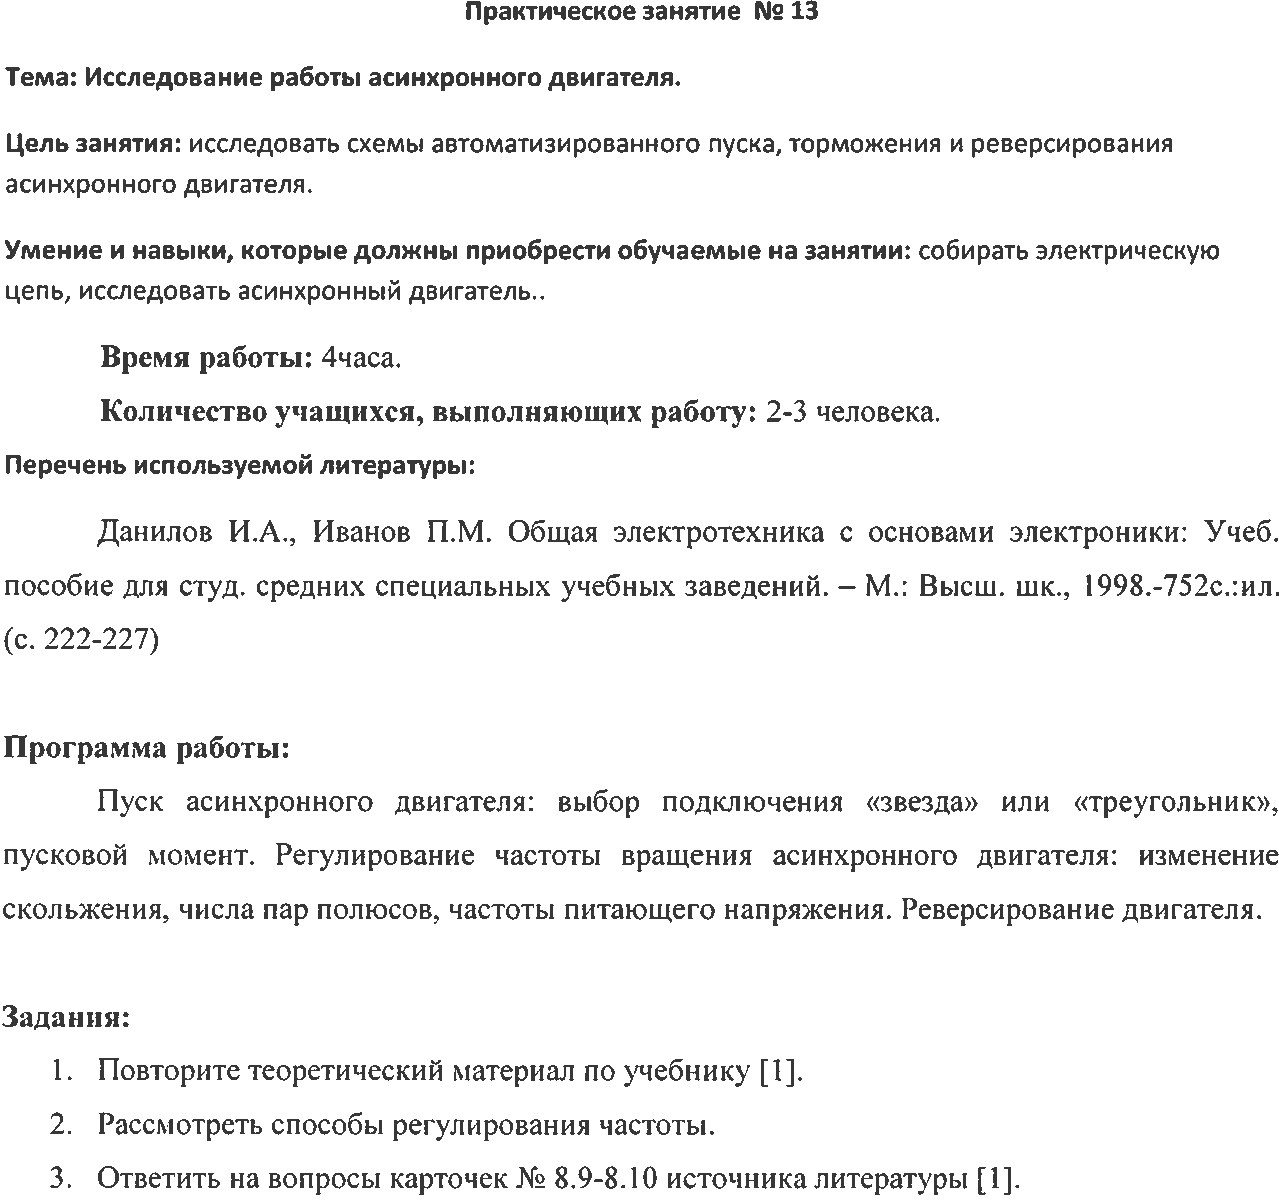 Практическое занятие № 13
Тема: Исследование работы асинхронного двигателя.
Цель занятия: исследовать схемы автоматизированного пуска, торможения и реверсирования
асинхронного двигателя.
Умение и навыки, которые должны приобрести обучаемые на занятии: собирать электрическую
цепь, исследовать асинхронный двигатель..
Время работы: 4часа.
Количество учащихся, выполняющих работу: 2-3 человека.
Перечень используемой литературы:
Данилов И.А., Иванов П.М. Общая электротехника с основами электроники: Учеб.
пособие для студ. средних специальных учебных заведений. – М.: Высш. шк., 1998.-752с.:ил.
(с. 222-227)
Программа работы:
Пуск асинхронного двигателя: выбор подключения «звезда» или «треугольник»,
пусковой момент. Регулирование частоты вращения асинхронного двигателя: изменение
скольжения, числа пар полюсов, частоты питающего напряжения. Реверсирование двигателя.
Задания:
1. Повторите теоретический материал по учебнику [1].
2. Рассмотреть способы регулирования частоты.
3. Ответить на вопросы карточек № 8.9-8.10 источника литературы [1].